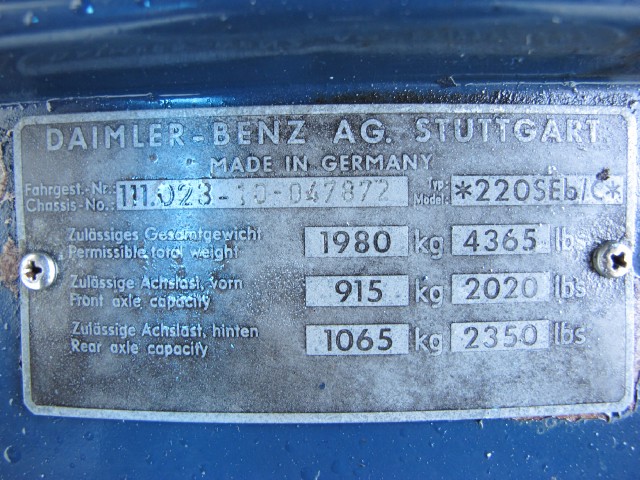 DAIMLER-BENZ AG. STUTTGART
MADE IN GERMANY
Fahrgest.-Nr. 111.023-10-047872 Typ: *220SEb/C*
Chassis-No.: Model:
Zulässiges Gesamtgewicht 1980 kg 4365 lbs
Permissible total weight
Zulässige Achslast, vorn 915 kg 2020 lbs
Front axle capacity
Zulässige Achslast, hinten 1065 kg 2350 lbs
Rear axle capacity